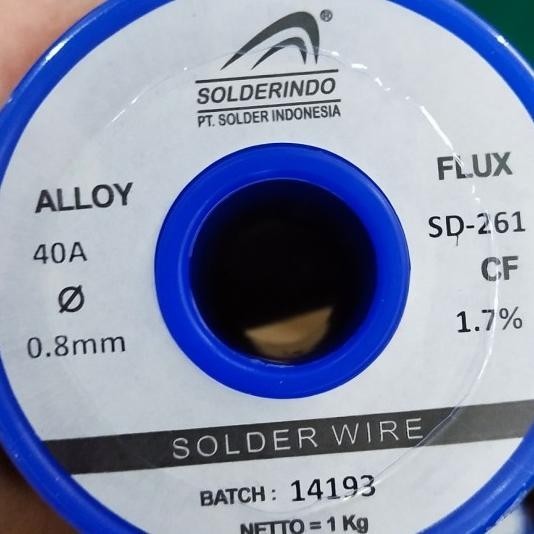 ®
SOLDERINDO
PT. SOLDER INDONESIA
ALLOY
40A
Ø
0.8mm
FLUX
SD-261
CF
1.7%
SOLDER WIRE
BATCH : 14193
NETTO = 1 Kg